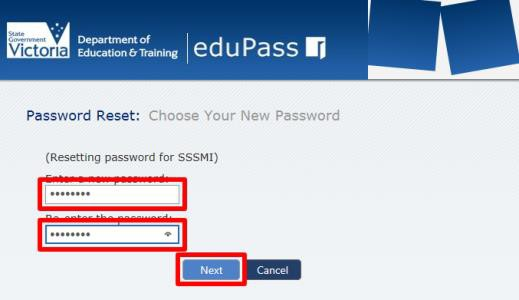 State
Government
Victoria
Department of
Education & Training
eduPass
Password Reset: Choose Your New Password
(Resetting password for SSSMI)
Enter a new password:
••••••••
Re-enter the password:
••••••••
Next Cancel